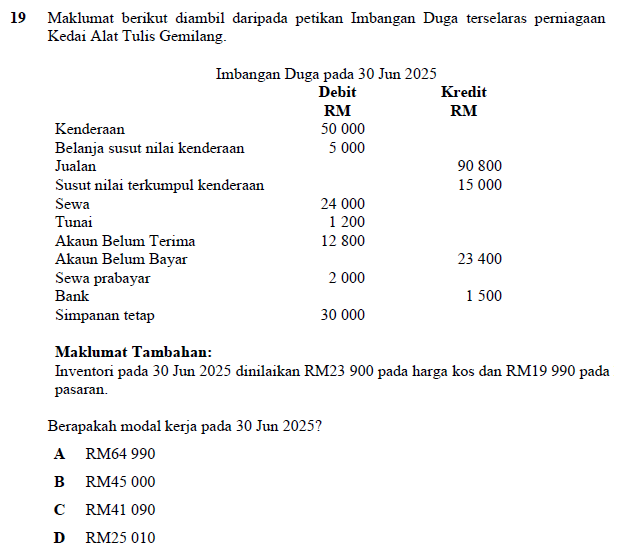 19 Maklumat berikut diambil daripada petikan Imbangan Duga terselaras perniagaan
Kedai Alat Tulis Gemilang.
Imbangan Duga pada 30 Jun 2025
Debit Kredit
RM RM
Kenderaan 50 000
Belanja susut nilai kenderaan 5 000
Jualan 90 800
Susut nilai terkumpul kenderaan 15 000
Sewa 24 000
Tunai 1 200
Akaun Belum Terima 12 800
Akaun Belum Bayar 23 400
Sewa prabayar 2 000
Bank 1 500
Simpanan tetap 30 000
Maklumat Tambahan:
Inventori pada 30 Jun 2025 dinilaikan RM23 900 pada harga kos dan RM19 990 pada
pasaran.
Berapakah modal kerja pada 30 Jun 2025?
A RM64 990
B RM45 000
C RM41 090
D RM25 010